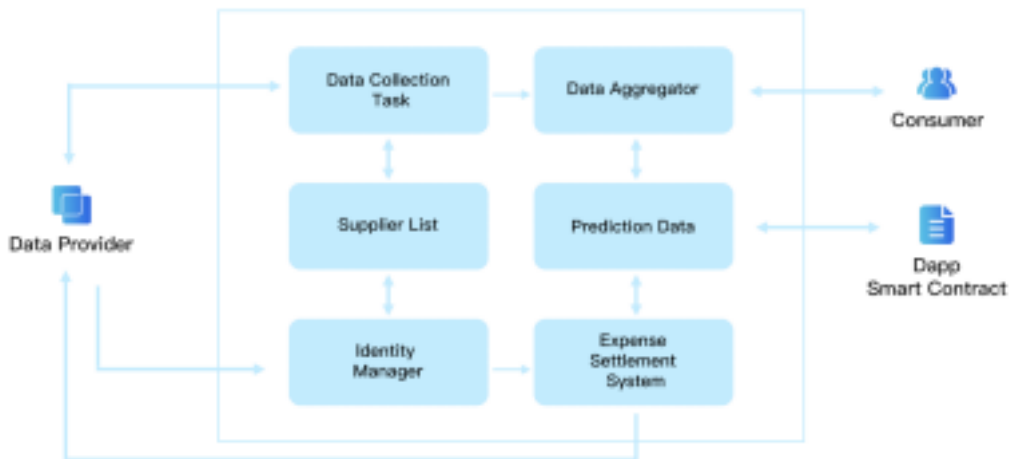 Data Collection
Task
Data Aggregator
Consumer
Data Provider
Supplier List
Prediction Data
Dapp
Smart Contract
Identity
Manager
Expense
Settlement
System